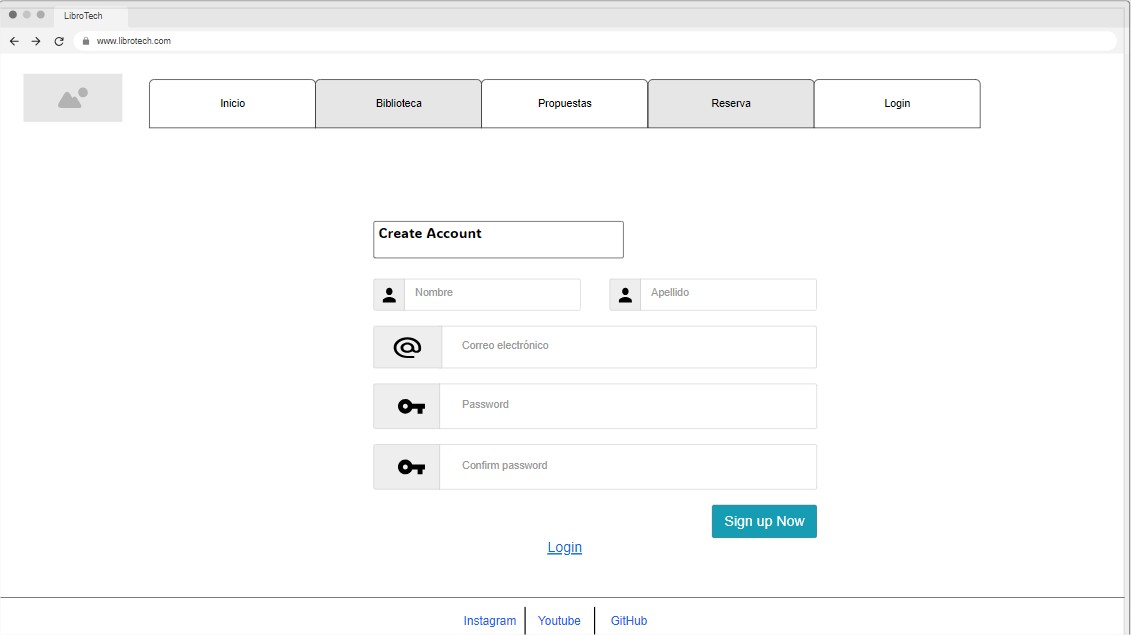 LibroTech
www.librotech.com
Inicio Biblioteca Propuestas Reserva Login
Create Account
Nombre Apellido
Correo electrónico
Password
Confirm password
Sign up Now
Login
Instagram Youtube GitHub